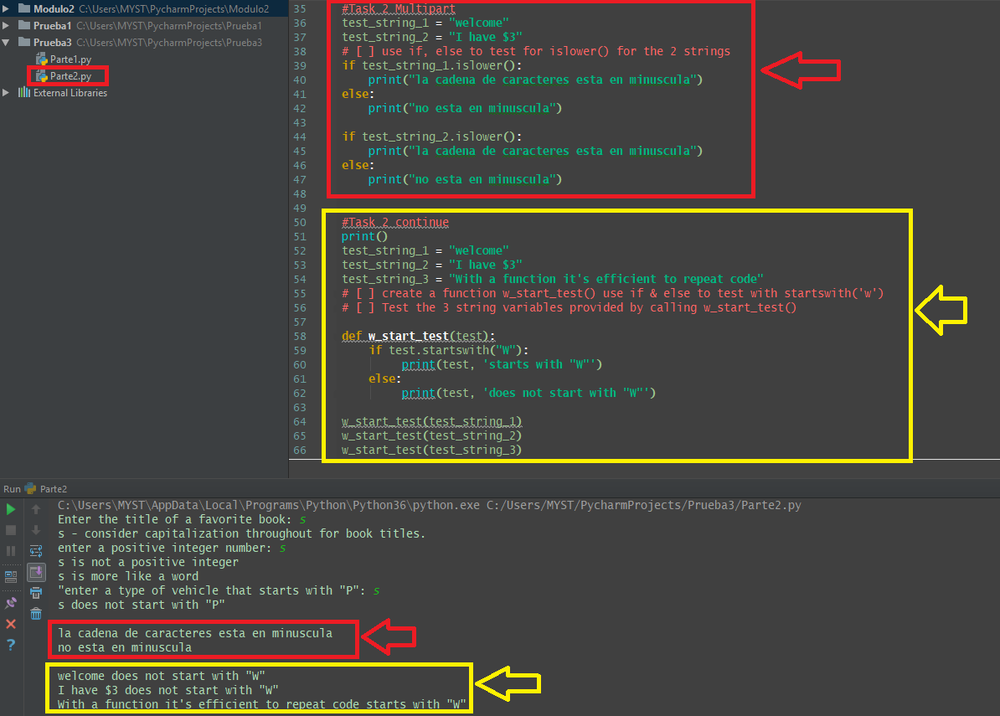 Modulo2 C:\Users\MYST\PycharmProjects\Modulo2
Prueba1 C:\Users\MYST\PycharmProjects\Prueba1
Prueba3 C:\Users\MYST\PycharmProjects\Prueba3
Parte1.py
Parte2.py
External Libraries
35 #Task 2 Multipart
36 test_string_1 = "welcome"
37 test_string_2 = "I have $3"
38 # [ ] use if, else to test for islower() for the 2 strings
39 if test_string_1.islower():
40 print("la cadena de caracteres esta en minuscula")
41 else:
42 print("no esta en minuscula")
43
44 if test_string_2.islower():
45 print("la cadena de caracteres esta en minuscula")
46 else:
47 print("no esta en minuscula")
48
49
50 #Task 2 continue
51 print()
52 test_string_1 = "welcome"
53 test_string_2 = "I have $3"
54 test_string_3 = "With a function it's efficient to repeat code"
55 # [ ] create a function w_start_test() use if & else to test with startswith('w')
56 # [ ] Test the 3 string variables provided by calling w_start_test()
57
58 def w_start_test(test):
59 if test.startswith("W"):
60 print(test, 'starts with "W"')
61 else:
62 print(test, 'does not start with "W"')
63
64 w_start_test(test_string_1)
65 w_start_test(test_string_2)
66 w_start_test(test_string_3)
Run Parte2
C:\Users\MYST\AppData\Local\Programs\Python\Python36\python.exe C:/Users/MYST/PycharmProjects/Prueba3/Parte2.py
Enter the title of a favorite book: s
s - consider capitalization throughout for book titles.
enter a positive integer number: s
s is not a positive integer
s is more like a word
"enter a type of vehicle that starts with "P": s
s does not start with "P"
la cadena de caracteres esta en minuscula
no esta en minuscula
welcome does not start with "W"
I have $3 does not start with "W"
With a function it's efficient to repeat code starts with "W"